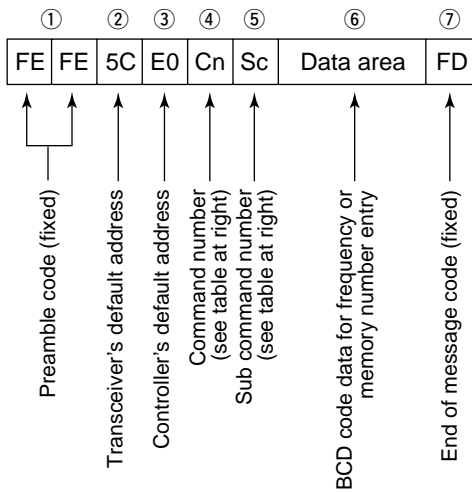 ① ② ③ ④ ⑤ ⑥ ⑦
FE FE 5C E0 Cn Sc Data area FD
Preamble code (fixed)
Transceiver's default address
Controller's default address
Command number
(see table at right)
Sub command number
(see table at right)
BCD code data for frequency or
memory number entry
End of message code (fixed)